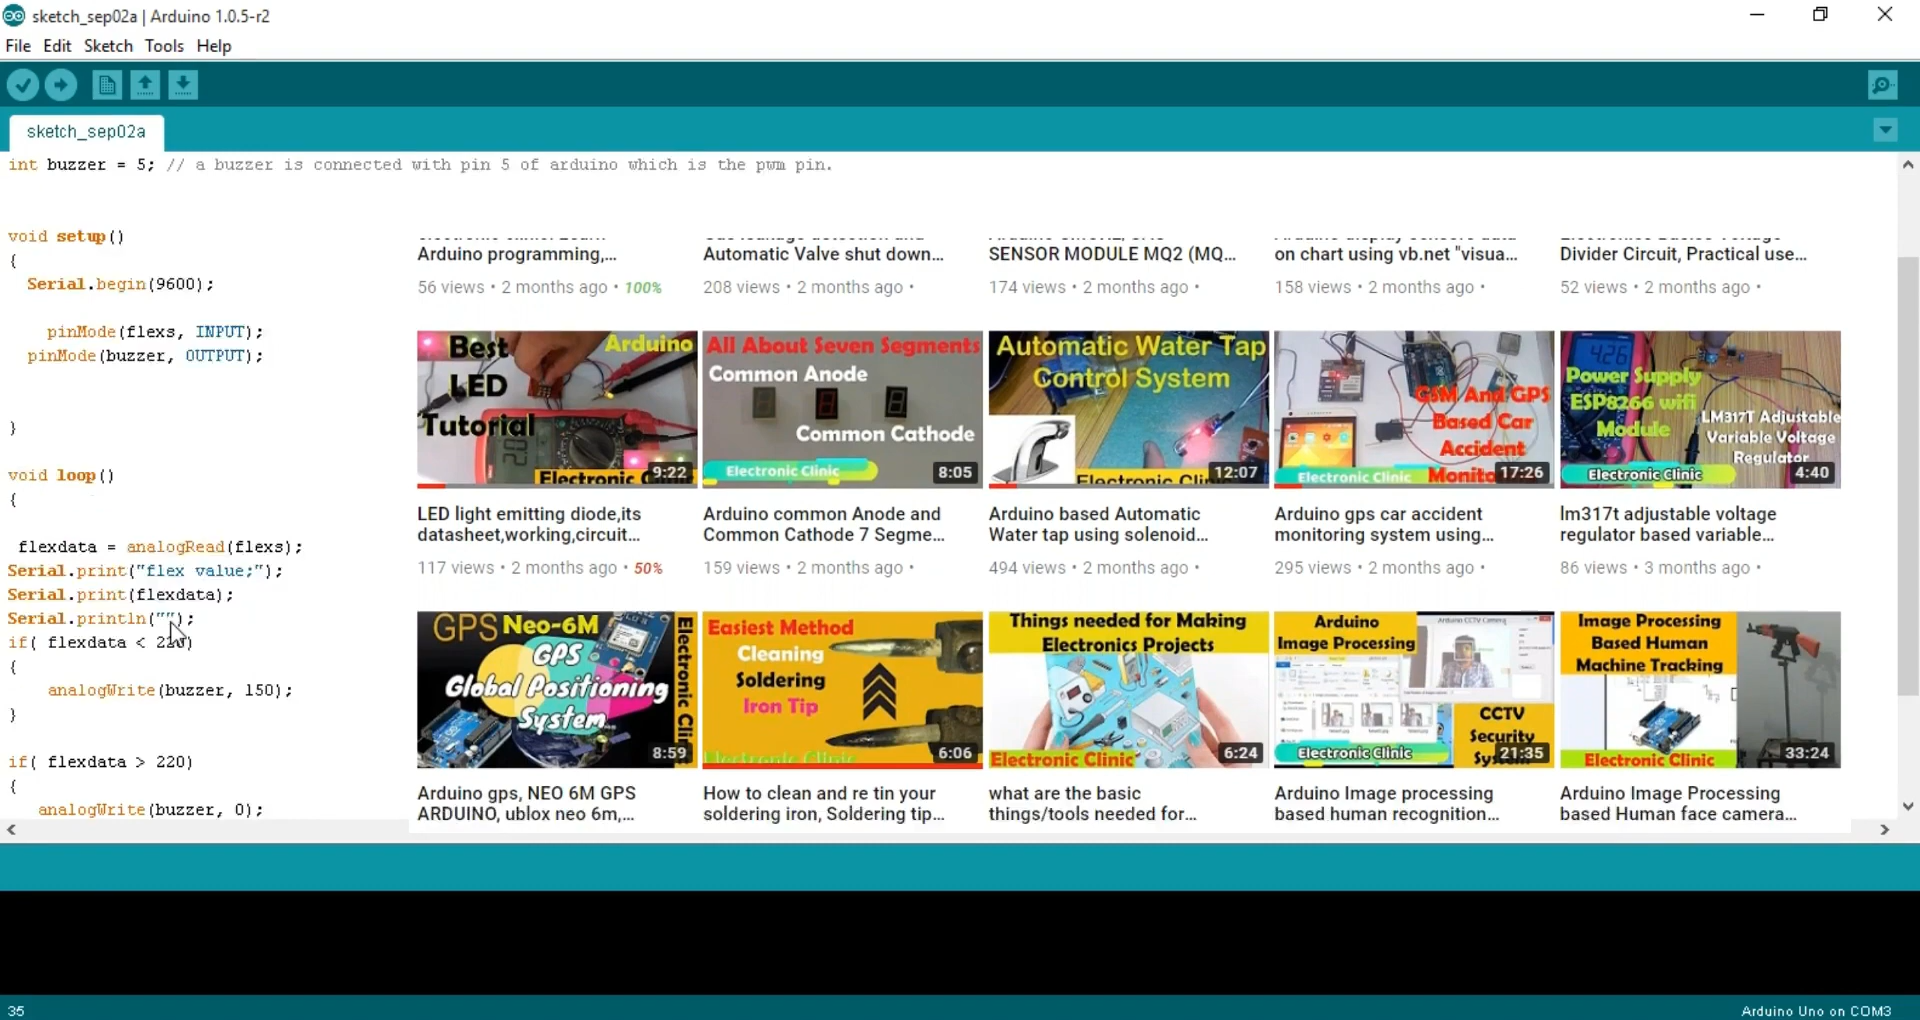 sketch_sep02a | Arduino 1.0.5-r2
File Edit Sketch Tools Help
sketch_sep02a
int buzzer = 5; // a buzzer is connected with pin 5 of arduino which is the pwm pin.
void setup()
{
Serial.begin(9600);
pinMode(flexs, INPUT);
pinMode(buzzer, OUTPUT);
}
void loop()
{
flexdata = analogRead(flexs);
Serial.print("flex value;");
Serial.print(flexdata);
Serial.println("");
if( flexdata < 220)
{
analogWrite(buzzer, 150);
}
if( flexdata > 220)
{
analogWrite(buzzer, 0);
Arduino programming,...
56 views • 2 months ago • 100%
Automatic Valve shut down...
208 views • 2 months ago •
SENSOR MODULE MQ2 (MQ...
174 views • 2 months ago •
on chart using vb.net "visua...
158 views • 2 months ago •
Divider Circuit, Practical use...
52 views • 2 months ago •
Best
LED
Tutorial
Arduino
Electronic
9:22
LED light emitting diode,its
datasheet,working,circuit...
117 views • 2 months ago • 50%
All About Seven Segments
Common Anode
Common Cathode
Electronic Clinic
8:05
Arduino common Anode and
Common Cathode 7 Segme...
159 views • 2 months ago •
Automatic Water Tap
Control System
12:07
Arduino based Automatic
Water tap using solenoid...
494 views • 2 months ago •
GSM And GPS
Based Car
Accident
Electronic Clinic
17:26
Arduino gps car accident
monitoring system using...
295 views • 2 months ago •
4.26
Power Supply
ESP8266 wifi
Module
LM317T Adjustable
Variable Voltage
Regulator
Electronic Clinic
4:40
lm317t adjustable voltage
regulator based variable...
86 views • 3 months ago •
GPS Neo-6M
GPS
Global Positioning
System
8:59
Arduino gps, NEO 6M GPS
ARDUINO, ublox neo 6m,...
Easiest Method
Cleaning
Soldering
Iron Tip
6:06
How to clean and re tin your
soldering iron, Soldering tip...
Things needed for Making
Electronics Projects
Electronic Clinic
6:24
what are the basic
things/tools needed for...
Arduino
Image Processing
Electronic Clinic
CCTV
Security
21:35
Arduino Image processing
based human recognition...
Image Processing
Based Human
Machine Tracking
Electronic Clinic
33:24
Arduino Image Processing
based Human face camera...
35
Arduino Uno on COM3